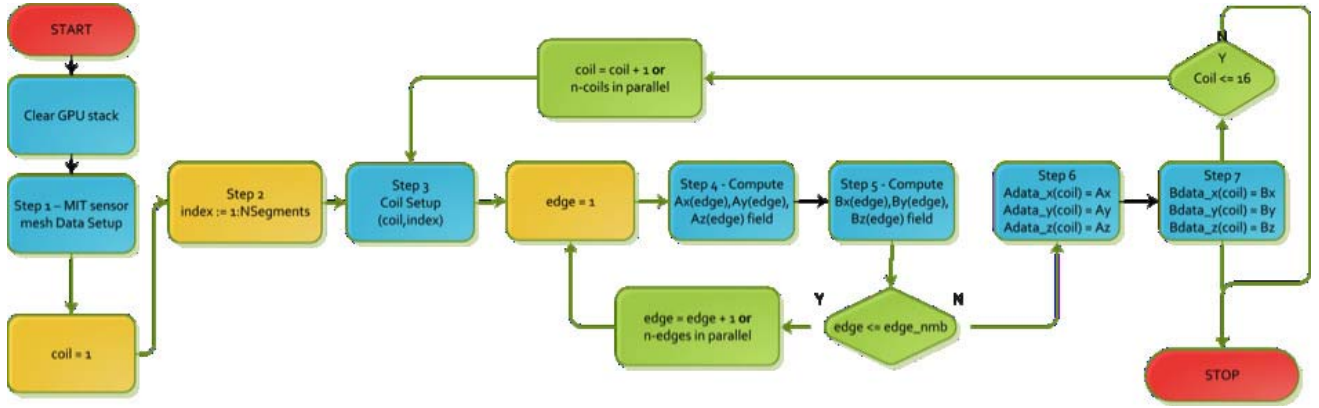 START
Clear GPU stack
Step 1 – MIT sensor
mesh Data Setup
coil = 1
Step 2
index := 1:NSegments
Step 3
Coil Setup
(coil,index)
edge = 1
Step 4 - Compute
Ax(edge),Ay(edge),
Az(edge) field
Step 5 - Compute
Bx(edge),By(edge),
Bz(edge) field
edge <= edge_nmb
Y
N
edge = edge + 1 or
n-edges in parallel
Step 6
Adata_x(coil) = Ax
Adata_y(coil) = Ay
Adata_z(coil) = Az
Step 7
Bdata_x(coil) = Bx
Bdata_y(coil) = By
Bdata_z(coil) = Bz
N
Y
Coil <= 16
coil = coil + 1 or
n-coils in parallel
STOP